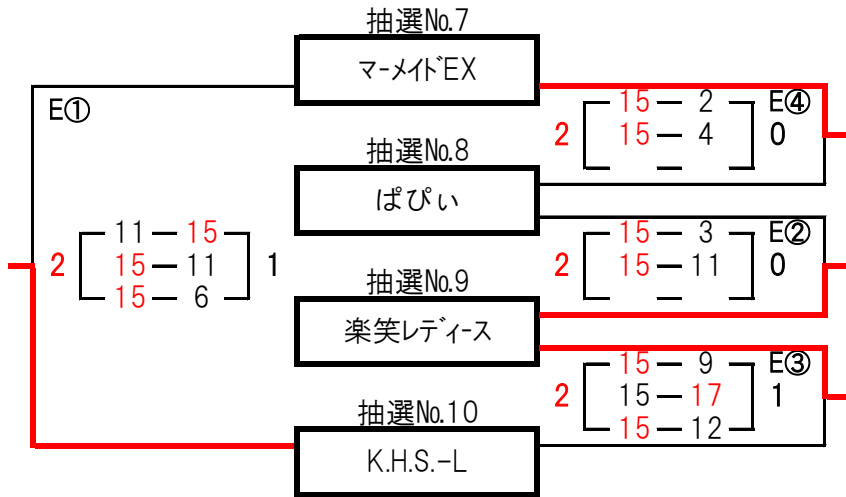 抽選No.7
マーメイドEX
E①
15 ― 2
E④
2
15 ― 4
0
―
抽選No.8
ぱぴぃ
11 ― 15
2
15 ― 11
1
15 ― 6
15 ― 3
E②
2
15 ― 11
0
―
抽選No.9
楽笑レディース
15 ― 9
E③
2
15 ― 17
1
15 ― 12
抽選No.10
K.H.S.-L